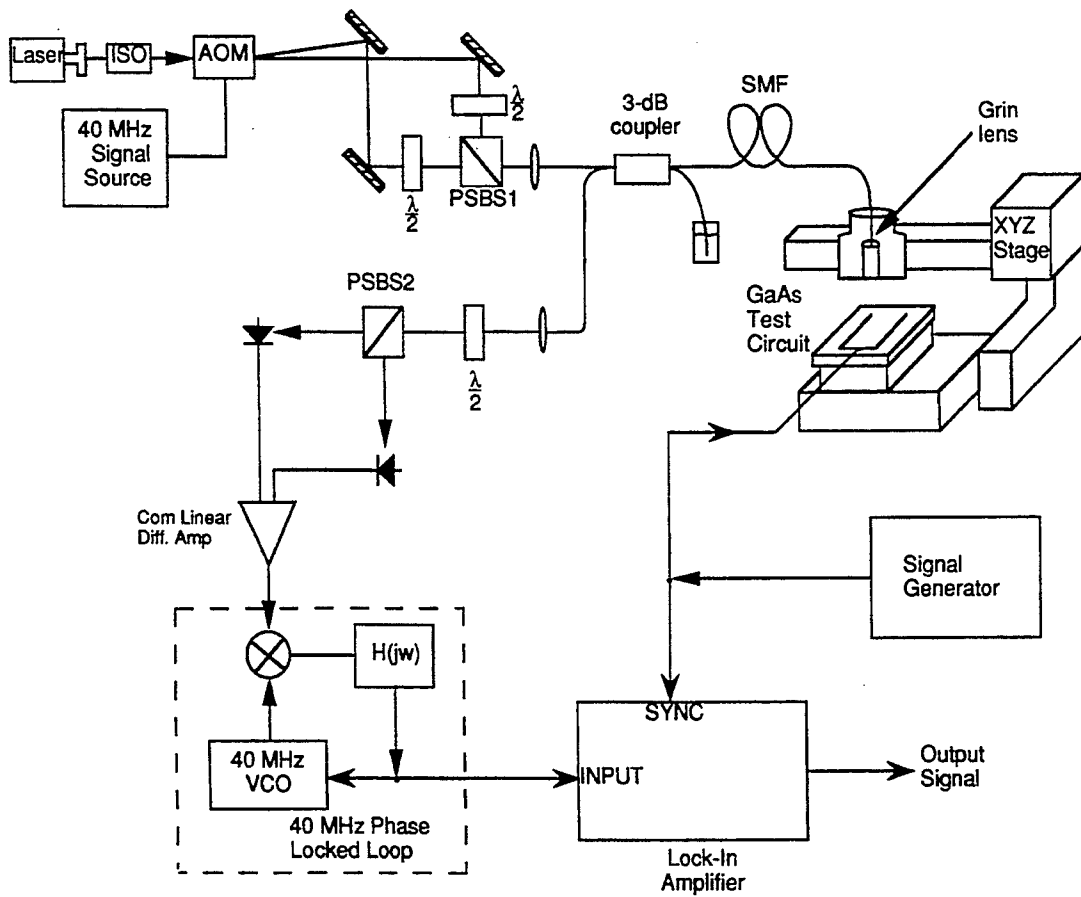 Laser
ISO
AOM
40 MHz
Signal
Source
λ/2
λ/2
PSBS1
3-dB
coupler
SMF
Grin
lens
XYZ
Stage
GaAs
Test
Circuit
PSBS2
λ/2
Com Linear
Diff. Amp
Signal
Generator
H(jw)
SYNC
40 MHz
VCO
INPUT
Output
Signal
40 MHz Phase
Locked Loop
Lock-In
Amplifier